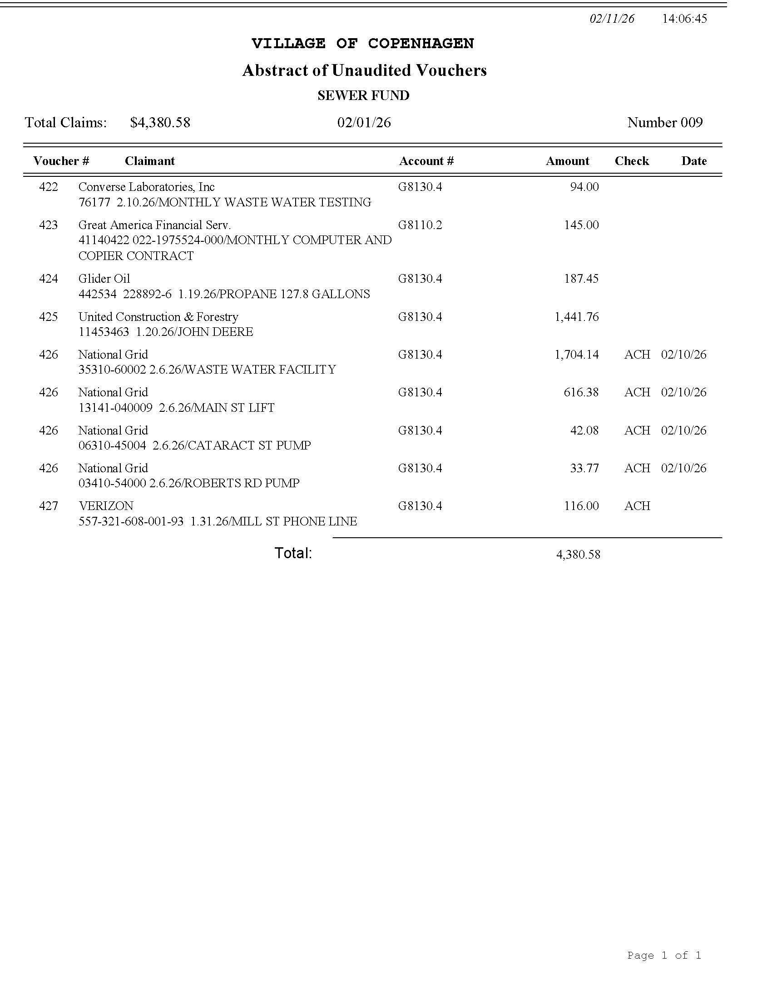 02/11/26 14:06:45
VILLAGE OF COPENHAGEN
Abstract of Unaudited Vouchers
SEWER FUND
Total Claims: $4,380.58 02/01/26 Number 009
Voucher # Claimant Account # Amount Check Date
422 Converse Laboratories, Inc G8130.4 94.00
76177 2.10.26/MONTHLY WASTE WATER TESTING
423 Great America Financial Serv. G8110.2 145.00
41140422 022-1975524-000/MONTHLY COMPUTER AND
COPIER CONTRACT
424 Glider Oil G8130.4 187.45
442534 228892-6 1.19.26/PROPANE 127.8 GALLONS
425 United Construction & Forestry G8130.4 1,441.76
11453463 1.20.26/JOHN DEERE
426 National Grid G8130.4 1,704.14 ACH 02/10/26
35310-60002 2.6.26/WASTE WATER FACILITY
426 National Grid G8130.4 616.38 ACH 02/10/26
13141-040009 2.6.26/MAIN ST LIFT
426 National Grid G8130.4 42.08 ACH 02/10/26
06310-45004 2.6.26/CATARACT ST PUMP
426 National Grid G8130.4 33.77 ACH 02/10/26
03410-54000 2.6.26/ROBERTS RD PUMP
427 VERIZON G8130.4 116.00 ACH
557-321-608-001-93 1.31.26/MILL ST PHONE LINE
Total: 4,380.58
Page 1 of 1